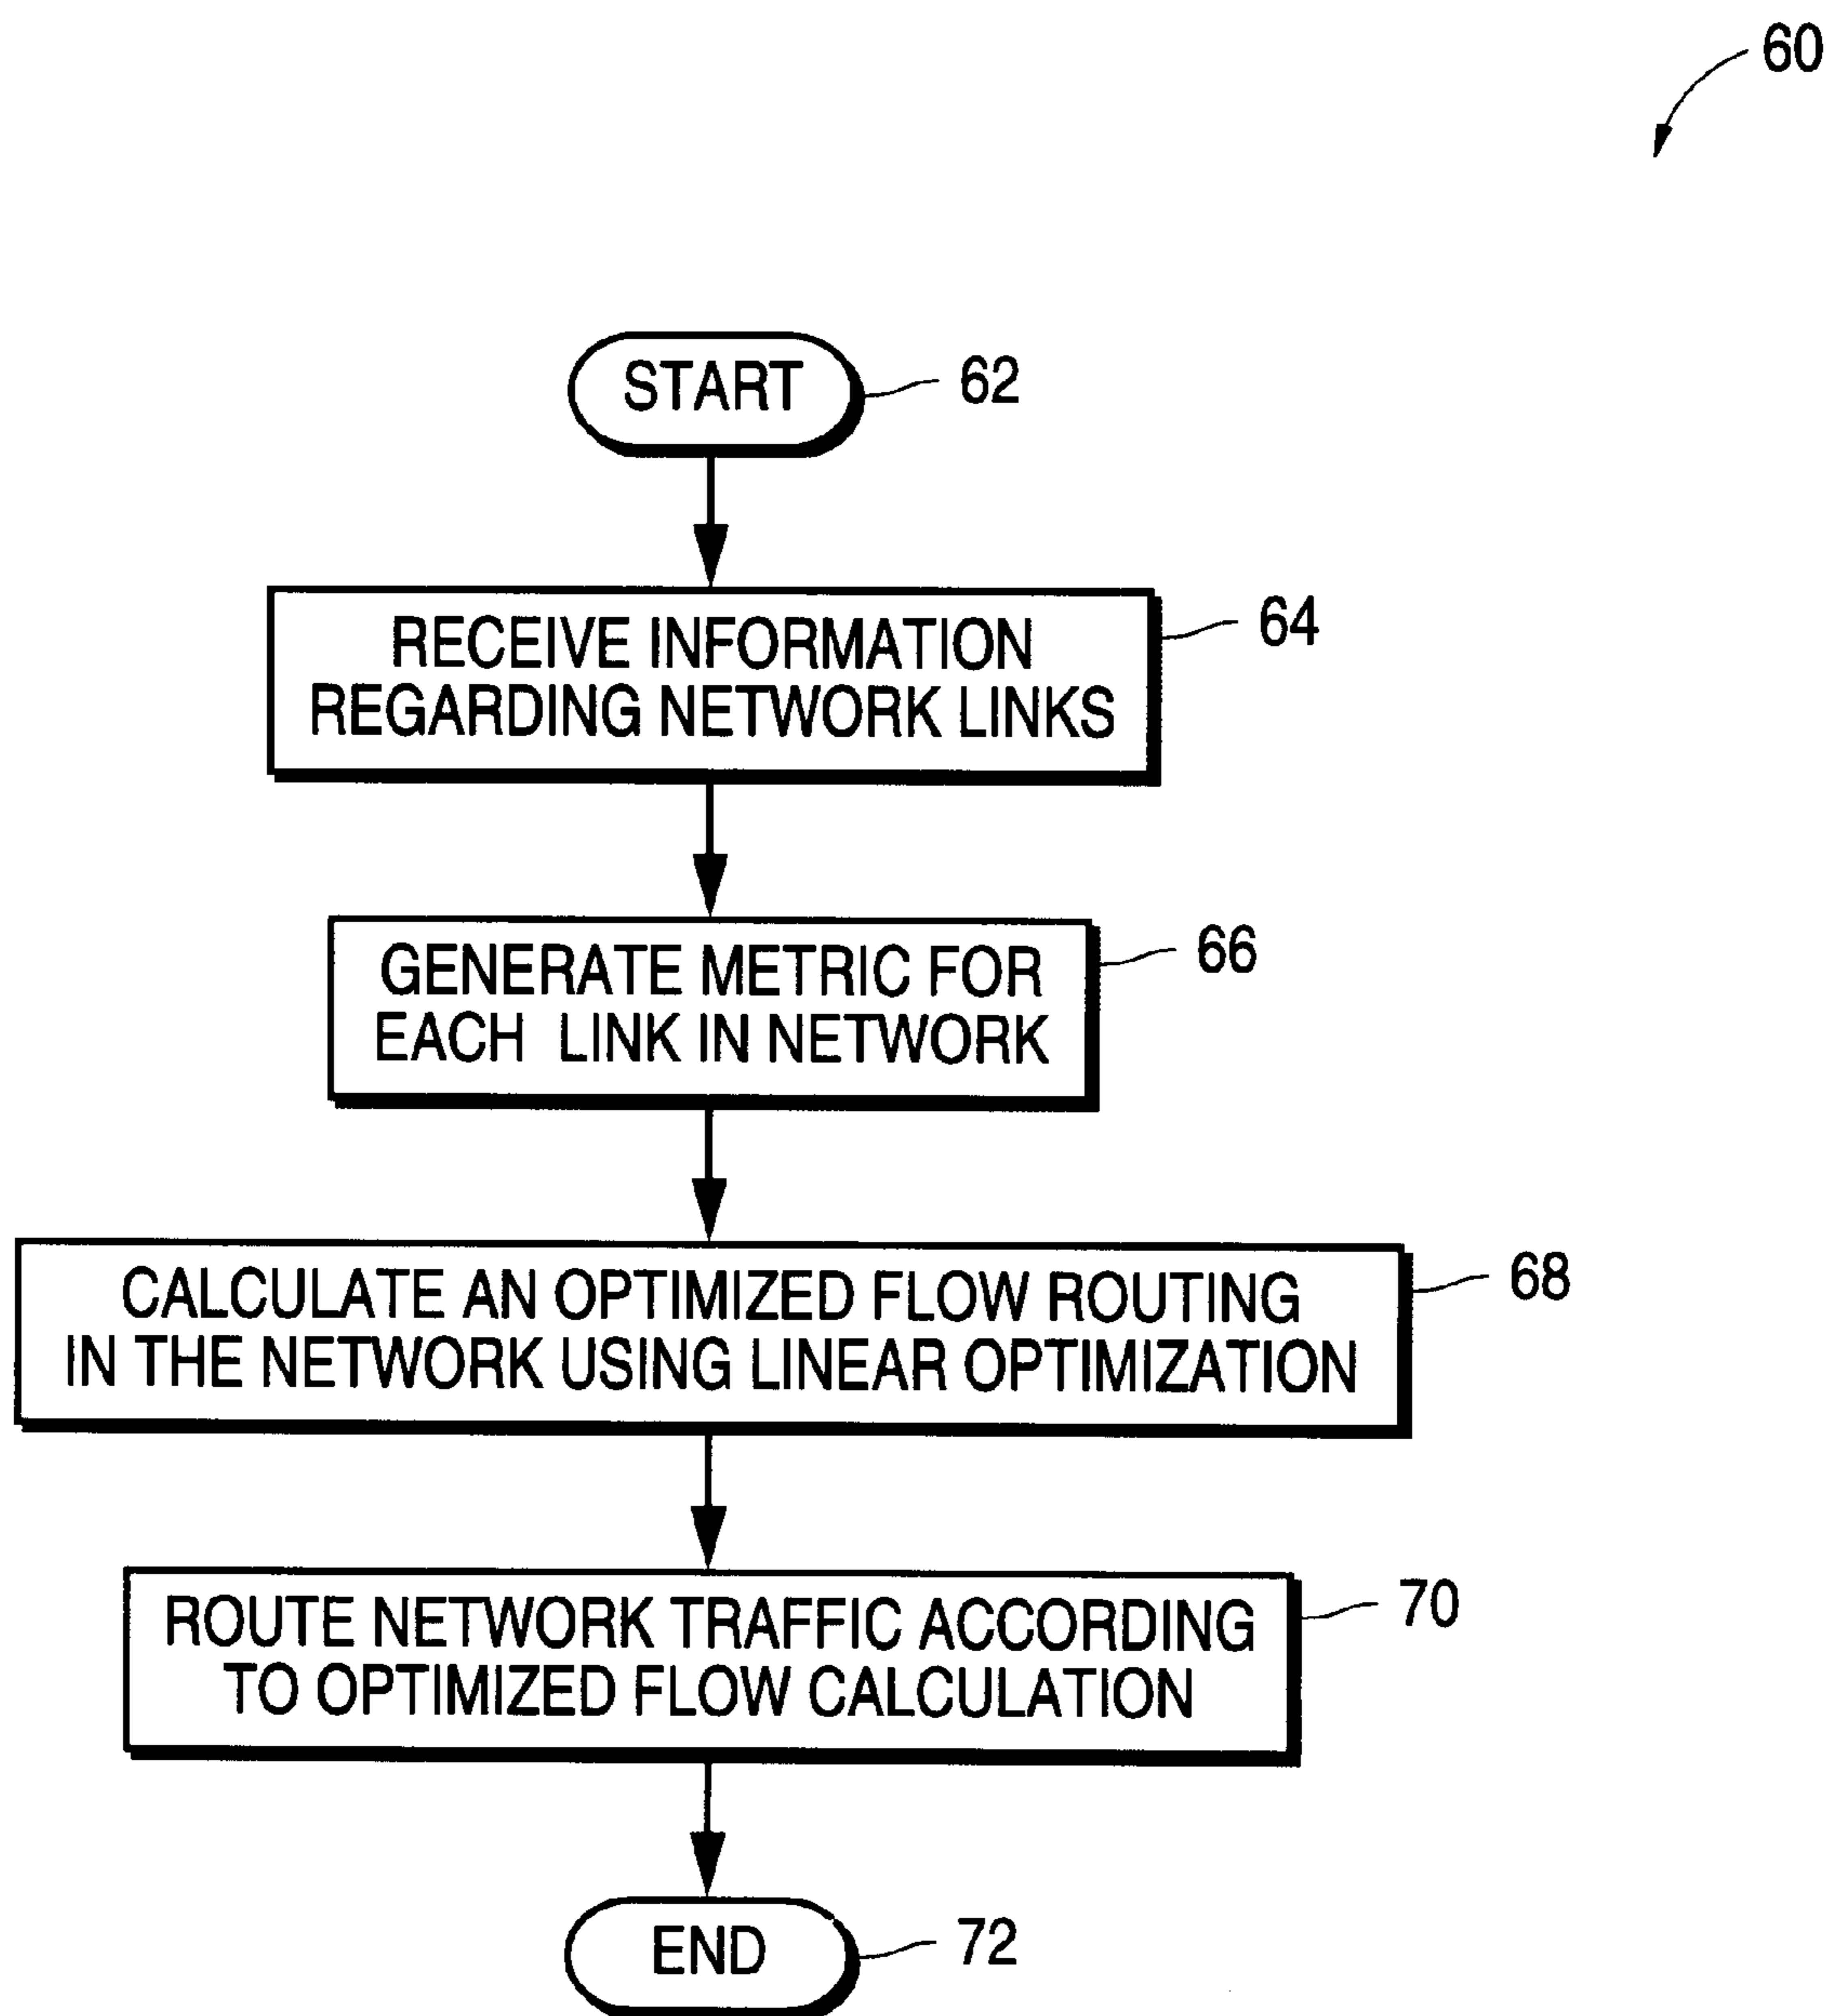 60
START
62
RECEIVE INFORMATION
REGARDING NETWORK LINKS
64
GENERATE METRIC FOR
EACH LINK IN NETWORK
66
CALCULATE AN OPTIMIZED FLOW ROUTING
IN THE NETWORK USING LINEAR OPTIMIZATION
68
ROUTE NETWORK TRAFFIC ACCORDING
TO OPTIMIZED FLOW CALCULATION
70
END
72